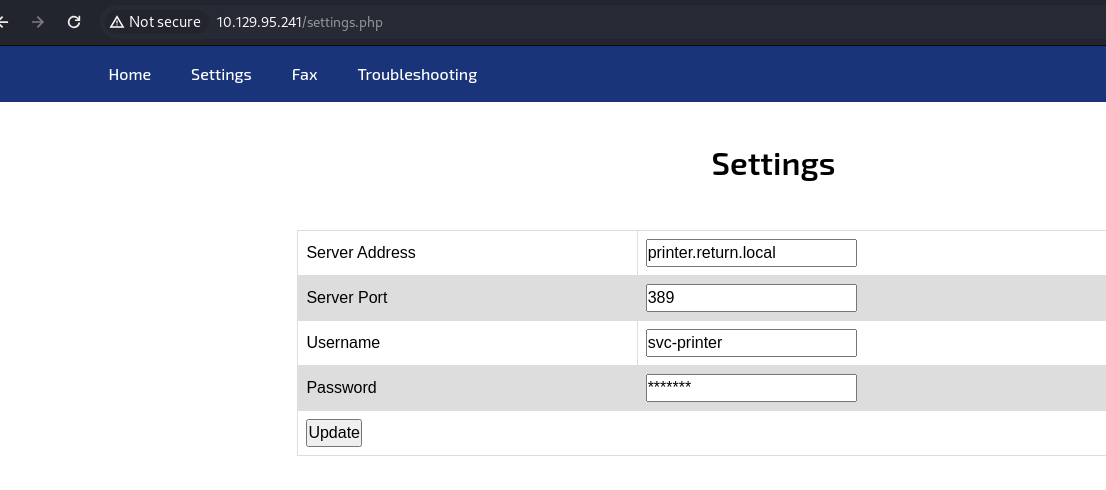 Not secure 10.129.95.241/settings.php
Home Settings Fax Troubleshooting
Settings
Server Address printer.return.local
Server Port 389
Username svc-printer
Password *******
Update